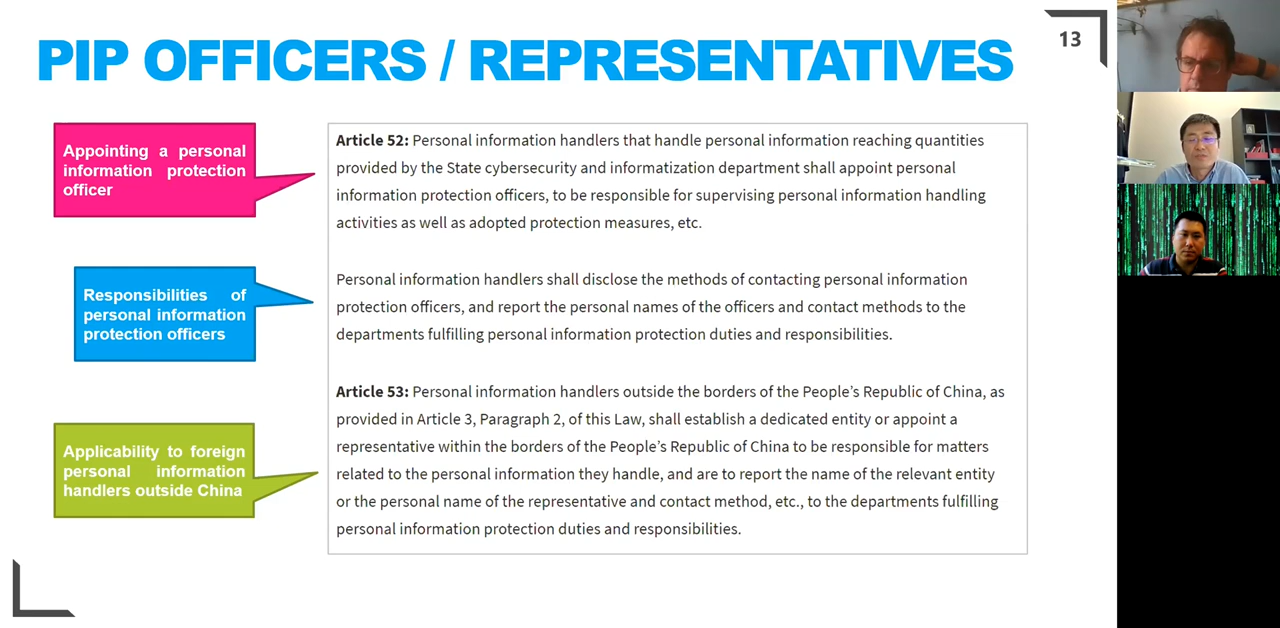 PIP OFFICERS / REPRESENTATIVES
13
Appointing a personal
information protection
officer
Article 52: Personal information handlers that handle personal information reaching quantities
provided by the State cybersecurity and informatization department shall appoint personal
information protection officers, to be responsible for supervising personal information handling
activities as well as adopted protection measures, etc.
Responsibilities of
personal information
protection officers
Personal information handlers shall disclose the methods of contacting personal information
protection officers, and report the personal names of the officers and contact methods to the
departments fulfilling personal information protection duties and responsibilities.
Applicability to foreign
personal information
handlers outside China
Article 53: Personal information handlers outside the borders of the People’s Republic of China, as
provided in Article 3, Paragraph 2, of this Law, shall establish a dedicated entity or appoint a
representative within the borders of the People’s Republic of China to be responsible for matters
related to the personal information they handle, and are to report the name of the relevant entity
or the personal name of the representative and contact method, etc., to the departments fulfilling
personal information protection duties and responsibilities.